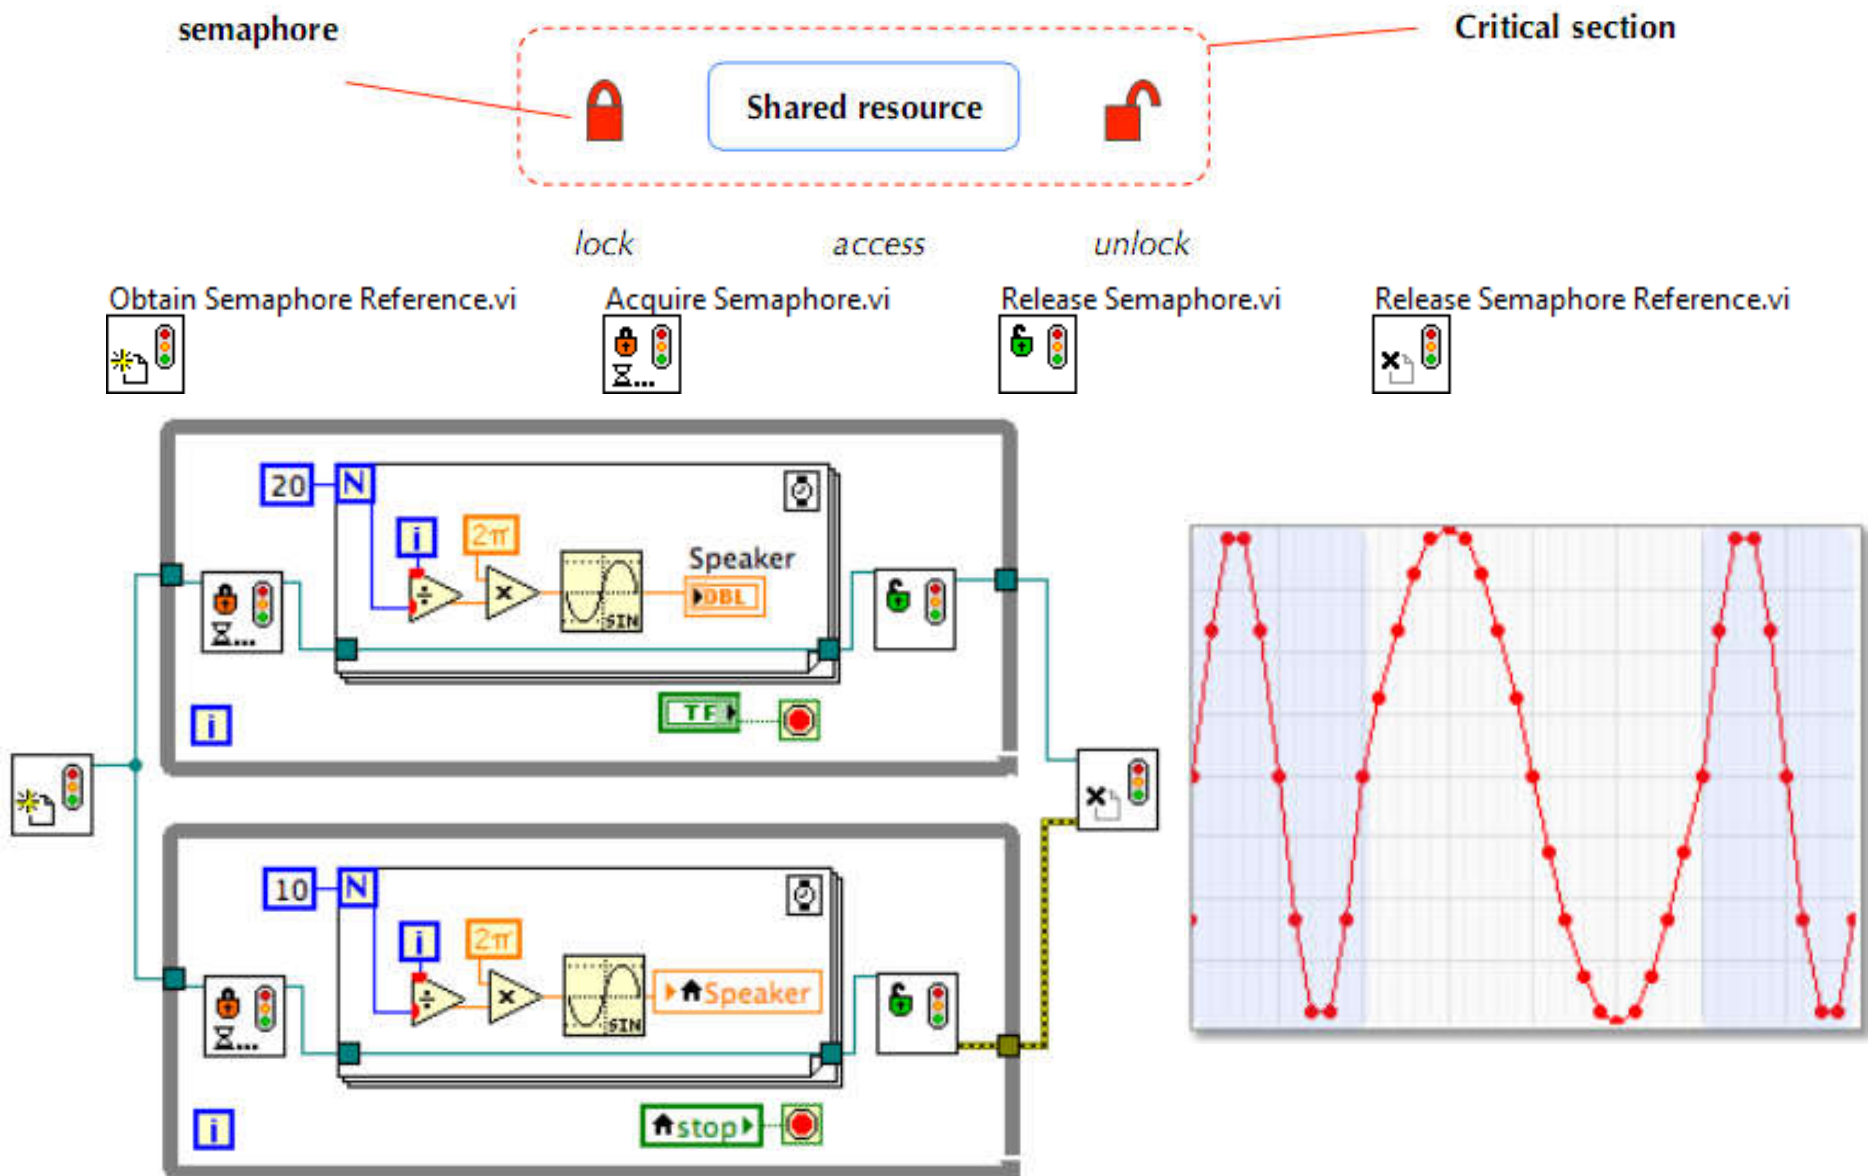 semaphore
Critical section
Shared resource
lock access unlock
Obtain Semaphore Reference.vi Acquire Semaphore.vi Release Semaphore.vi Release Semaphore Reference.vi
20 N
i
2π
÷
x
SIN
Speaker
DBL
TF
i
10 N
i
2π
÷
x
SIN
Speaker
stop
i